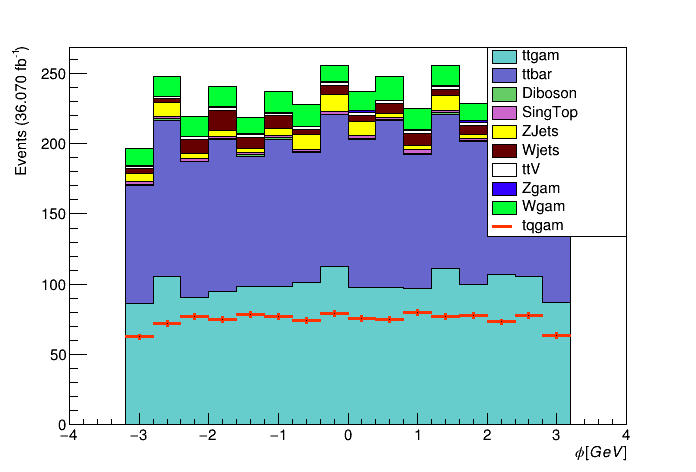 Events (36.070 fb⁻¹)
250
200
150
100
50
0
ttgam
ttbar
Diboson
SingTop
ZJets
Wjets
ttV
Zgam
Wgam
tqgam
−4 −3 −2 −1 0 1 2 3 4
ϕ[GeV]